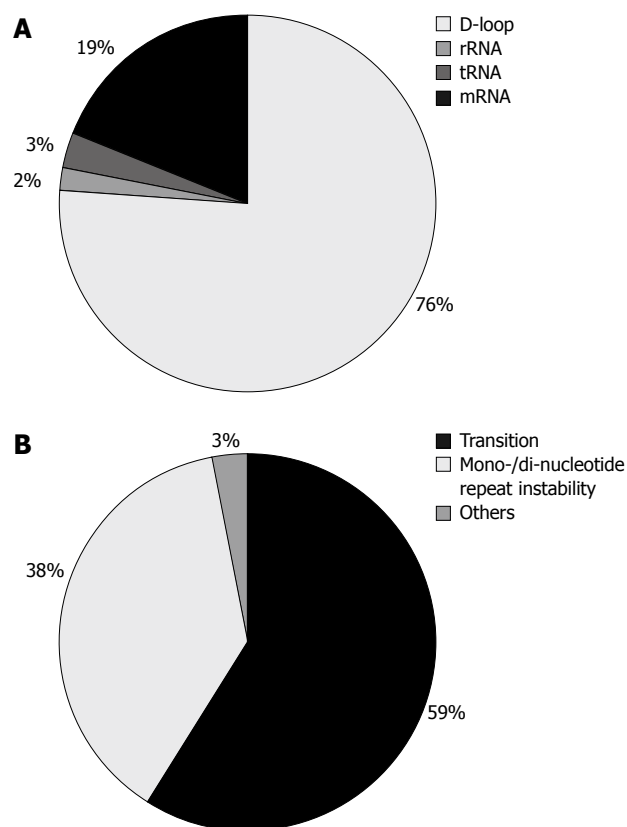 A
D-loop
rRNA
tRNA
mRNA
19%
3%
2%
76%
B
Transition
Mono-/di-nucleotide
repeat instability
Others
3%
38%
59%